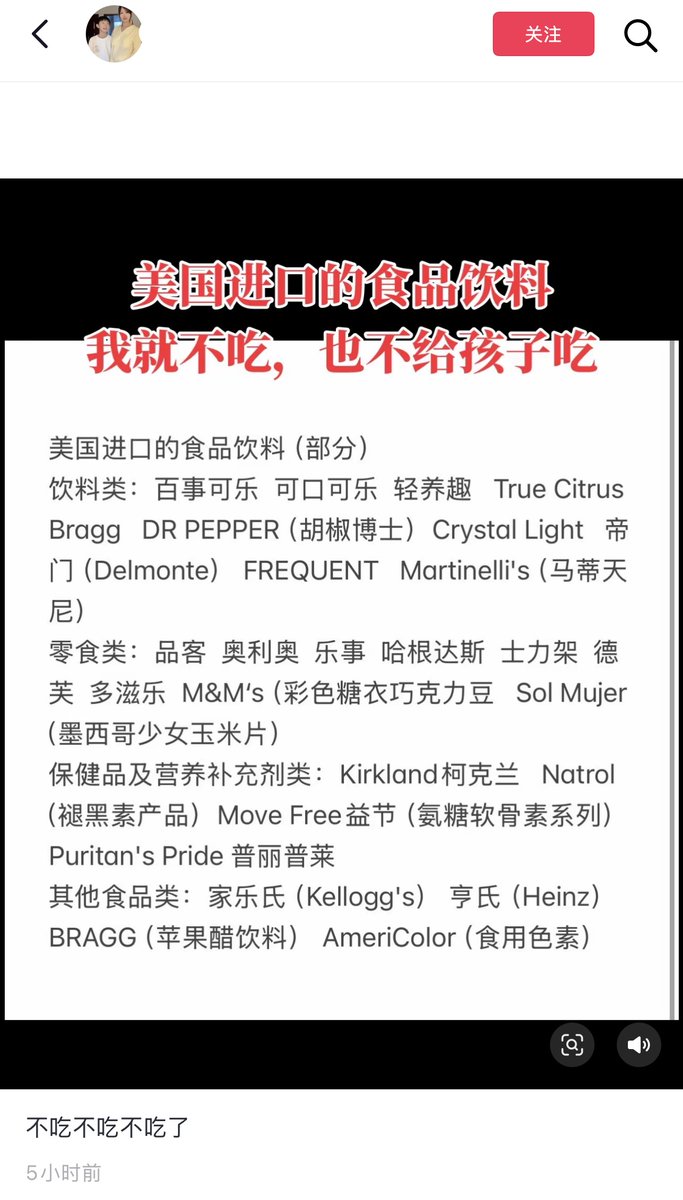 关注
美国进口的食品饮料
我就不吃，也不给孩子吃
美国进口的食品饮料（部分）
饮料类：百事可乐 可口可乐 轻养趣 True Citrus
Bragg DR PEPPER（胡椒博士） Crystal Light 帝
门（Delmonte） FREQUENT Martinelli's（马蒂天
尼）
零食类：品客 奥利奥 乐事 哈根达斯 士力架 德
芙 多滋乐 M&M‘s（彩色糖衣巧克力豆 Sol Mujer
（墨西哥少女玉米片）
保健品及营养补充剂类：Kirkland柯克兰 Natrol
（褪黑素产品） Move Free益节（氨糖软骨素系列）
Puritan's Pride 普丽普莱
其他食品类：家乐氏（Kellogg's） 亨氏（Heinz）
BRAGG（苹果醋饮料） AmeriColor（食用色素）
不吃不吃不吃了
5小时前